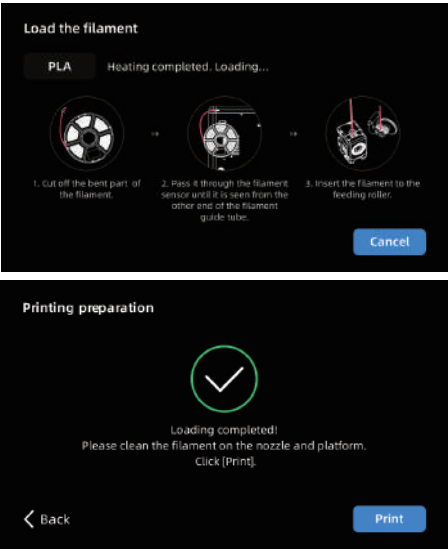 Load the filament
PLA Heating completed. Loading...
1. Cut off the bent part of
the filament.
2. Pass it through the filament
sensor until it is seen from the
other end of the filament
guide tube.
3. Insert the filament to the
feeding roller.
Cancel
Printing preparation
Loading completed!
Please clean the filament on the nozzle and platform.
Click [Print].
Back
Print